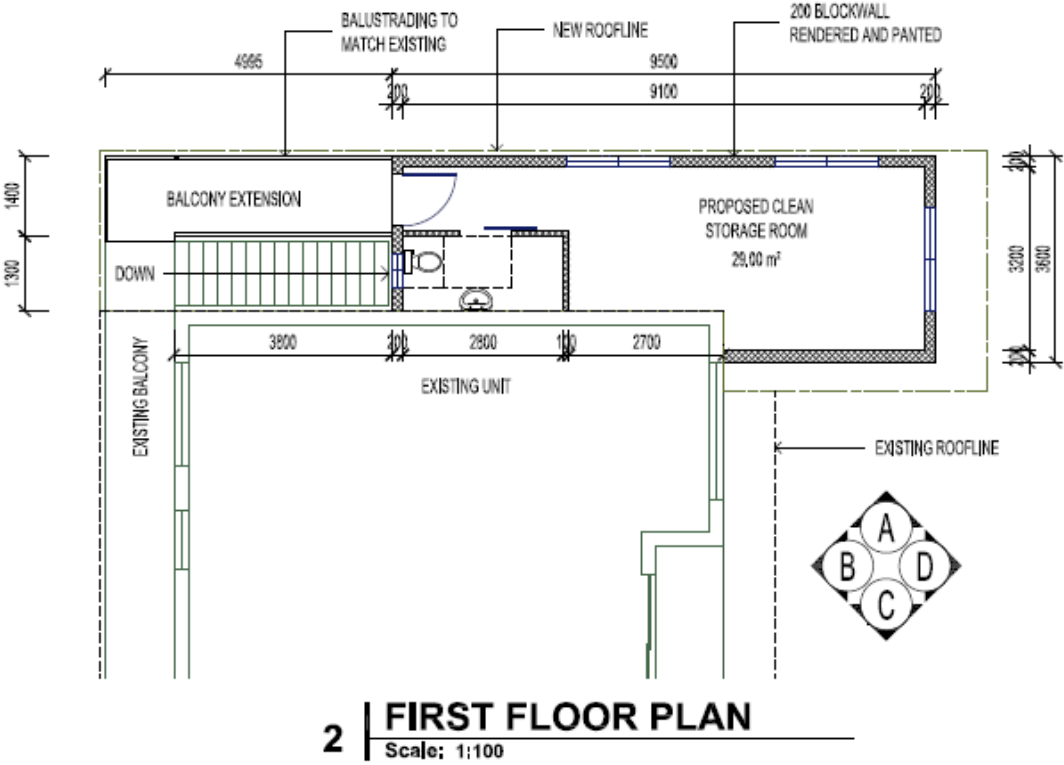 BALUSTRADING TO
MATCH EXISTING
NEW ROOFLINE
200 BLOCKWALL
RENDERED AND PANTED
4995
9500
200
9100
200
1400
1300
BALCONY EXTENSION
DOWN
PROPOSED CLEAN
STORAGE ROOM
29,00 m²
200
3200
3600
200
3800
200
2800
100
2700
EXISTING BALCONY
EXISTING UNIT
EXISTING ROOFLINE
A
B
D
C
2
FIRST FLOOR PLAN
Scale: 1:100